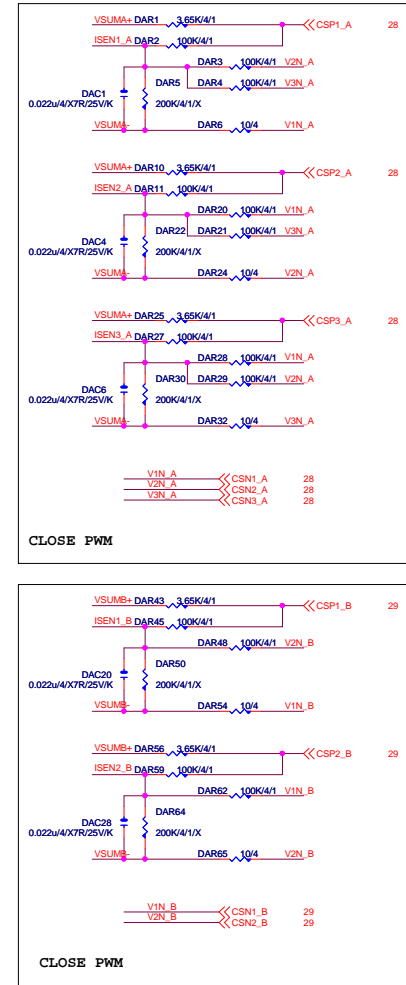 VSUMA+ DAR1 3.65K/4/1 CSP1_A 28
ISEN1_A DAR2 100K/4/1
DAR3 100K/4/1 V2N_A
DAC1 DAR5 DAR4 100K/4/1 V3N_A
0.022u/4/X7R/25V/K 200K/4/1/X
VSUMA- DAR6 10/4 V1N_A
VSUMA+ DAR10 3.65K/4/1 CSP2_A 28
ISEN2_A DAR11 100K/4/1
DAR20 100K/4/1 V1N_A
DAC4 DAR22 DAR21 100K/4/1 V3N_A
0.022u/4/X7R/25V/K 200K/4/1/X
VSUMA- DAR24 10/4 V2N_A
VSUMA+ DAR25 3.65K/4/1 CSP3_A 28
ISEN3_A DAR27 100K/4/1
DAR28 100K/4/1 V1N_A
DAC6 DAR30 DAR29 100K/4/1 V2N_A
0.022u/4/X7R/25V/K 200K/4/1/X
VSUMA- DAR32 10/4 V3N_A
V1N_A CSN1_A 28
V2N_A CSN2_A 28
V3N_A CSN3_A 28
CLOSE PWM
VSUMB+ DAR43 3.65K/4/1 CSP1_B 29
ISEN1_B DAR45 100K/4/1
DAR48 100K/4/1 V2N_B
DAC20 DAR50
0.022u/4/X7R/25V/K 200K/4/1/X
VSUMB- DAR54 10/4 V1N_B
VSUMB+ DAR56 3.65K/4/1 CSP2_B 29
ISEN2_B DAR59 100K/4/1
DAR62 100K/4/1 V1N_B
DAC28 DAR64
0.022u/4/X7R/25V/K 200K/4/1/X
VSUMB- DAR65 10/4 V2N_B
V1N_B CSN1_B 29
V2N_B CSN2_B 29
CLOSE PWM